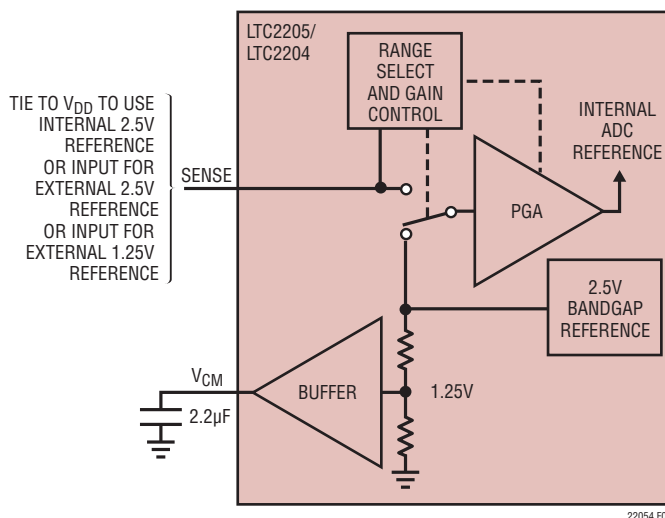 LTC2205/
LTC2204
RANGE
SELECT
AND GAIN
CONTROL
TIE TO VDD TO USE
INTERNAL 2.5V
REFERENCE
OR INPUT FOR
EXTERNAL 2.5V
REFERENCE
OR INPUT FOR
EXTERNAL 1.25V
REFERENCE
SENSE
INTERNAL
ADC
REFERENCE
PGA
2.5V
BANDGAP
REFERENCE
VCM
BUFFER
1.25V
2.2µF